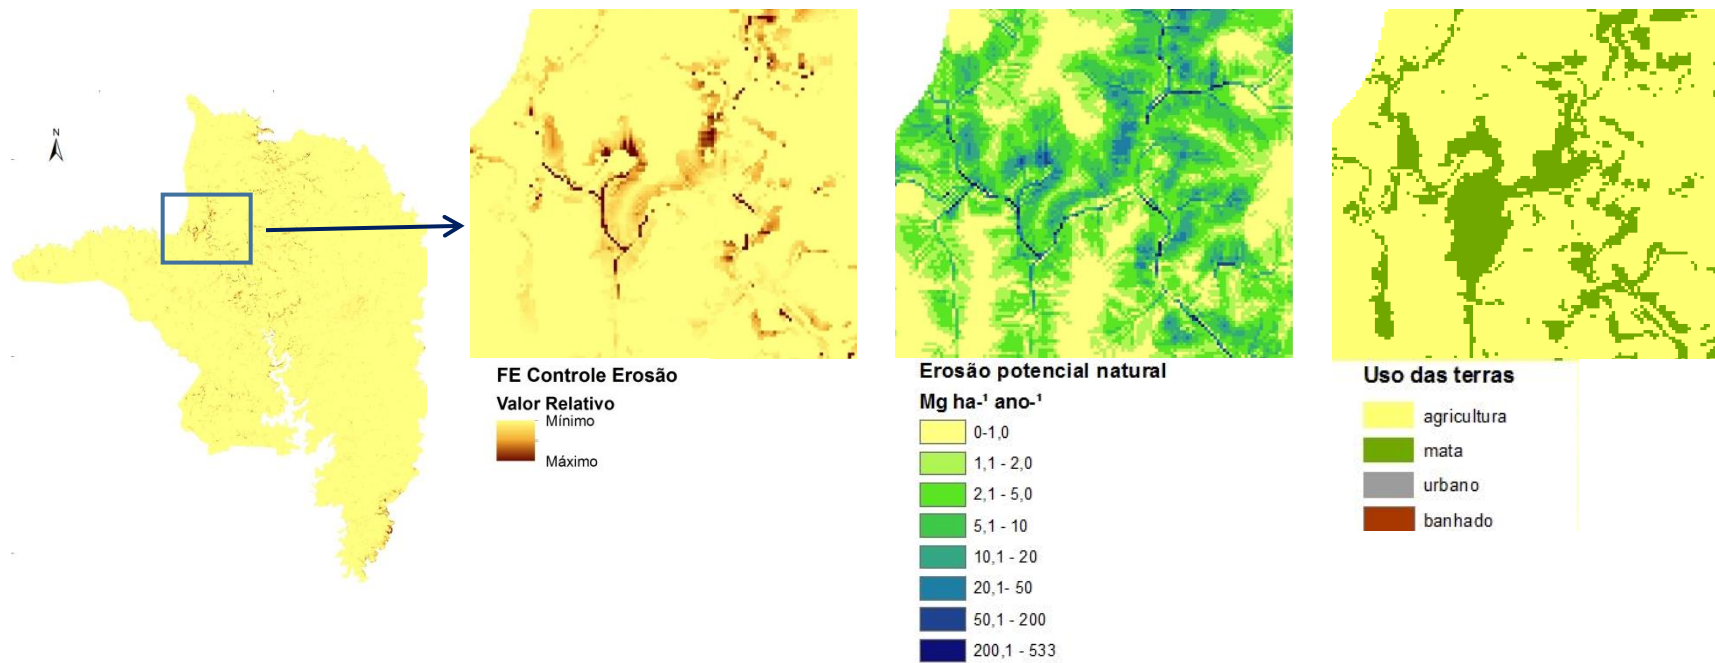 N
FE Controle Erosão
Valor Relativo
Mínimo
Máximo
Erosão potencial natural
Mg ha-¹ ano-¹
0-1,0
1,1 - 2,0
2,1 - 5,0
5,1 - 10
10,1 - 20
20,1- 50
50,1 - 200
200,1 - 533
Uso das terras
agricultura
mata
urbano
banhado